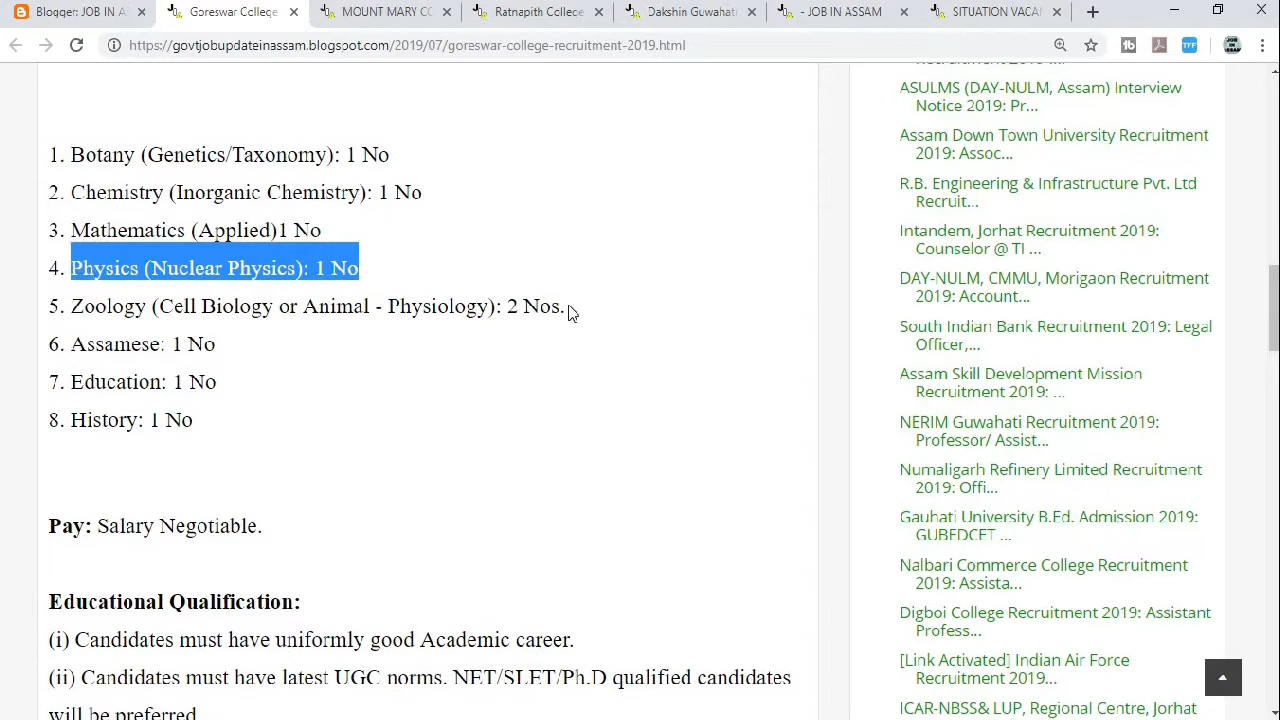 Blogger: JOB IN A
Goreswar College
MOUNT MARY CO
Ratnapith College
Dakshin Guwahati
- JOB IN ASSAM
SITUATION VACA
https://govtjobupdateinassam.blogspot.com/2019/07/goreswar-college-recruitment-2019.html
1. Botany (Genetics/Taxonomy): 1 No
2. Chemistry (Inorganic Chemistry): 1 No
3. Mathematics (Applied)1 No
4. Physics (Nuclear Physics): 1 No
5. Zoology (Cell Biology or Animal - Physiology): 2 Nos.
6. Assamese: 1 No
7. Education: 1 No
8. History: 1 No
Pay: Salary Negotiable.
Educational Qualification:
(i) Candidates must have uniformly good Academic career.
(ii) Candidates must have latest UGC norms. NET/SLET/Ph.D qualified candidates
will be preferred
ASULMS (DAY-NULM, Assam) Interview
Notice 2019: Pr...
Assam Down Town University Recruitment
2019: Assoc...
R.B. Engineering & Infrastructure Pvt. Ltd
Recruit...
Intandem, Jorhat Recruitment 2019:
Counselor @ TI ...
DAY-NULM, CMMU, Morigaon Recruitment
2019: Account...
South Indian Bank Recruitment 2019: Legal
Officer,...
Assam Skill Development Mission
Recruitment 2019: ...
NERIM Guwahati Recruitment 2019:
Professor/ Assist...
Numaligarh Refinery Limited Recruitment
2019: Offi...
Gauhati University B.Ed. Admission 2019:
GUBEDCET ...
Nalbari Commerce College Recruitment
2019: Assista...
Digboi College Recruitment 2019: Assistant
Profess...
[Link Activated] Indian Air Force
Recruitment 2019...
ICAR-NBSS& LUP, Regional Centre, Jorhat